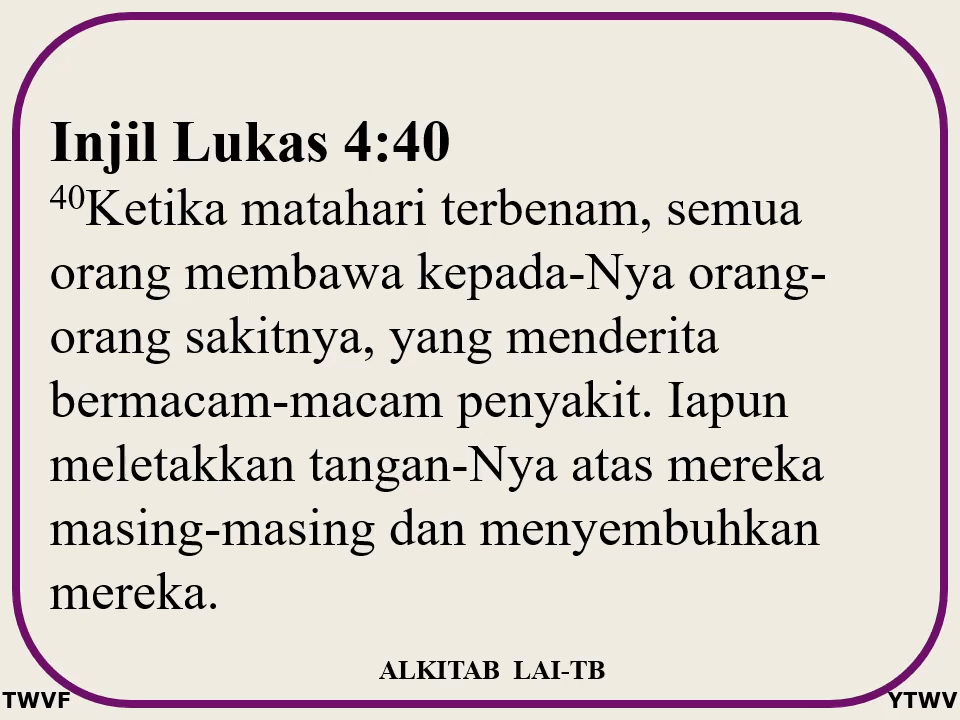 Injil Lukas 4:40
40Ketika matahari terbenam, semua
orang membawa kepada-Nya orang-
orang sakitnya, yang menderita
bermacam-macam penyakit. Iapun
meletakkan tangan-Nya atas mereka
masing-masing dan menyembuhkan
mereka.
ALKITAB LAI-TB
TWVF
YTWV